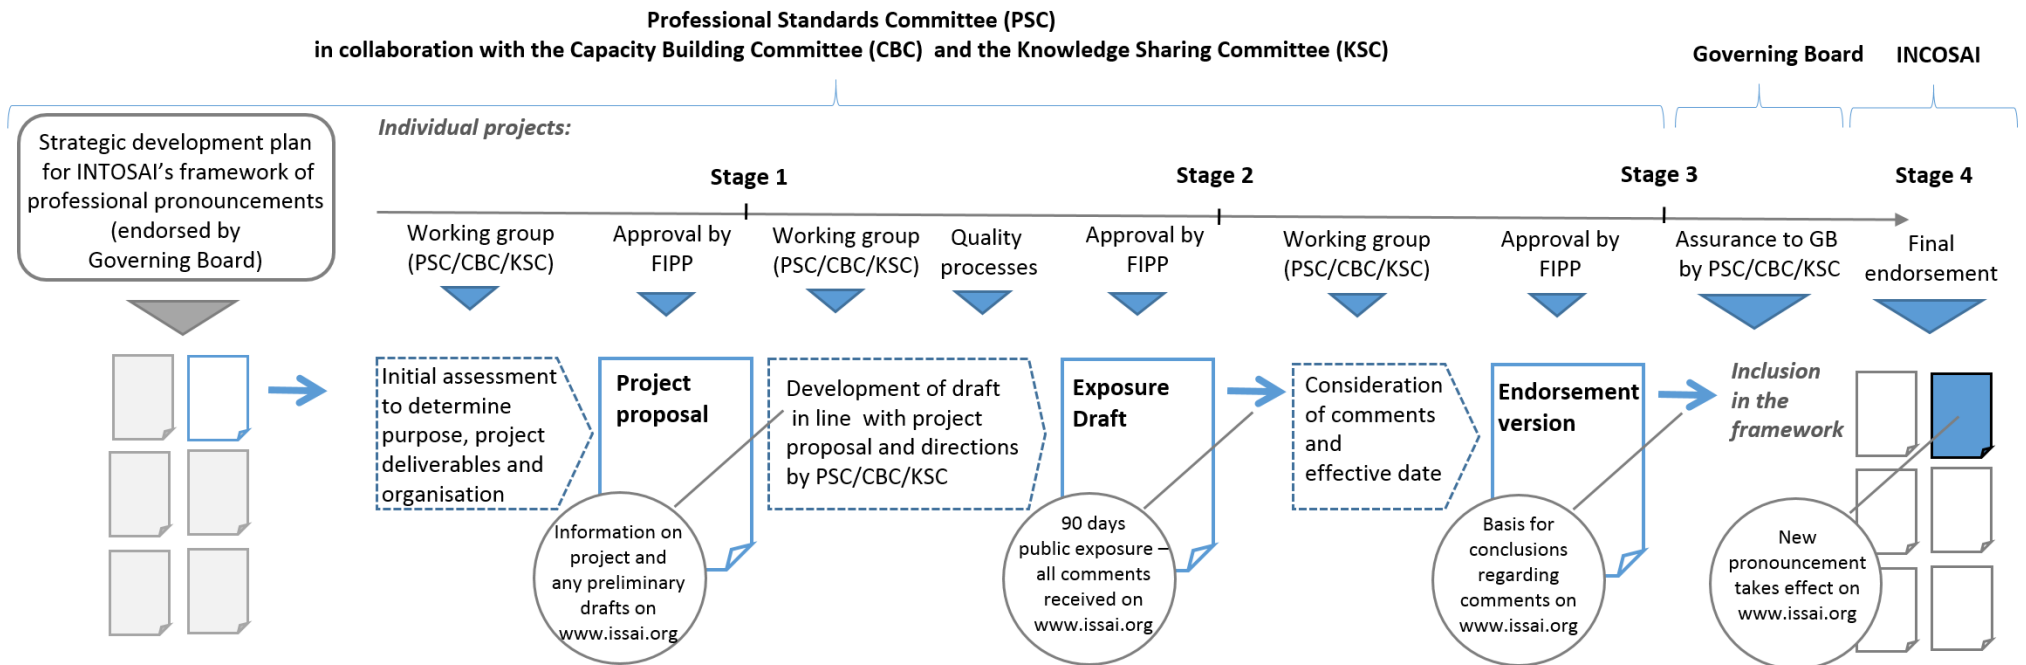 Professional Standards Committee (PSC)
in collaboration with the Capacity Building Committee (CBC) and the Knowledge Sharing Committee (KSC)
Governing Board
INCOSAI
Strategic development plan
for INTOSAI's framework of
professional pronouncements
(endorsed by
Governing Board)
Individual projects:
Stage 1
Stage 2
Stage 3
Stage 4
Working group
(PSC/CBC/KSC)
Approval by
FIPP
Working group
(PSC/CBC/KSC)
Quality
processes
Approval by
FIPP
Working group
(PSC/CBC/KSC)
Approval by
FIPP
Assurance to GB
by PSC/CBC/KSC
Final
endorsement
Initial assessment
to determine
purpose, project
deliverables and
organisation
Project
proposal
Development of draft
in line with project
proposal and directions
by PSC/CBC/KSC
Exposure
Draft
Consideration
of comments
and
effective date
Endorsement
version
Inclusion
in the
framework
Information on
project and
any preliminary
drafts on
www.issai.org
90 days
public exposure –
all comments
received on
www.issai.org
Basis for
conclusions
regarding
comments on
www.issai.org
New
pronouncement
takes effect on
www.issai.org